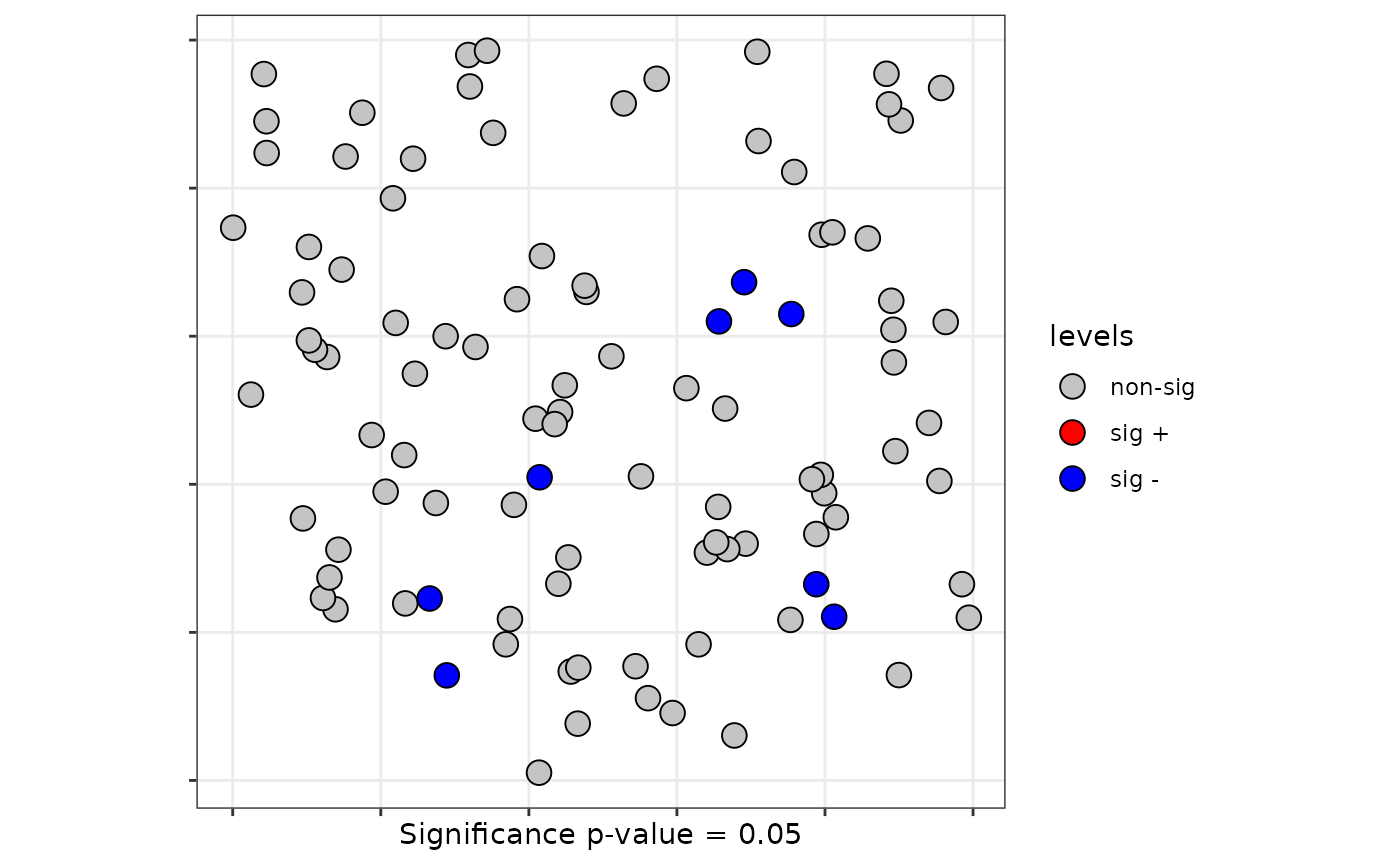 levels
non-sig
sig +
sig -
Significance p-value = 0.05